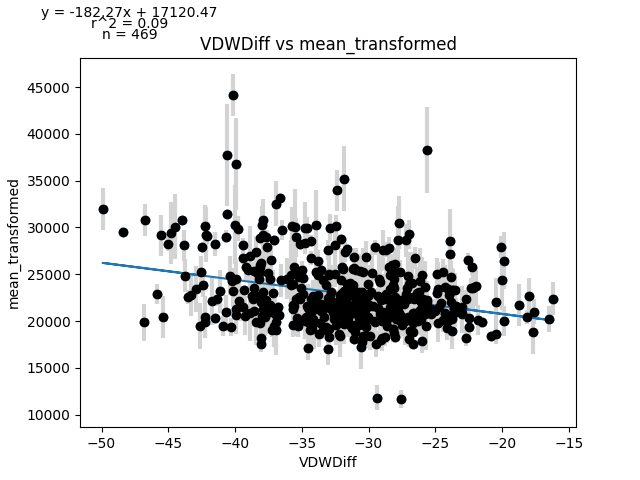 y = -182.27x + 17120.47
r^2 = 0.09
n = 469
VDWDiff vs mean_transformed
mean_transformed
45000
40000
35000
30000
25000
20000
15000
10000
−50 −45 −40 −35 −30 −25 −20 −15
VDWDiff